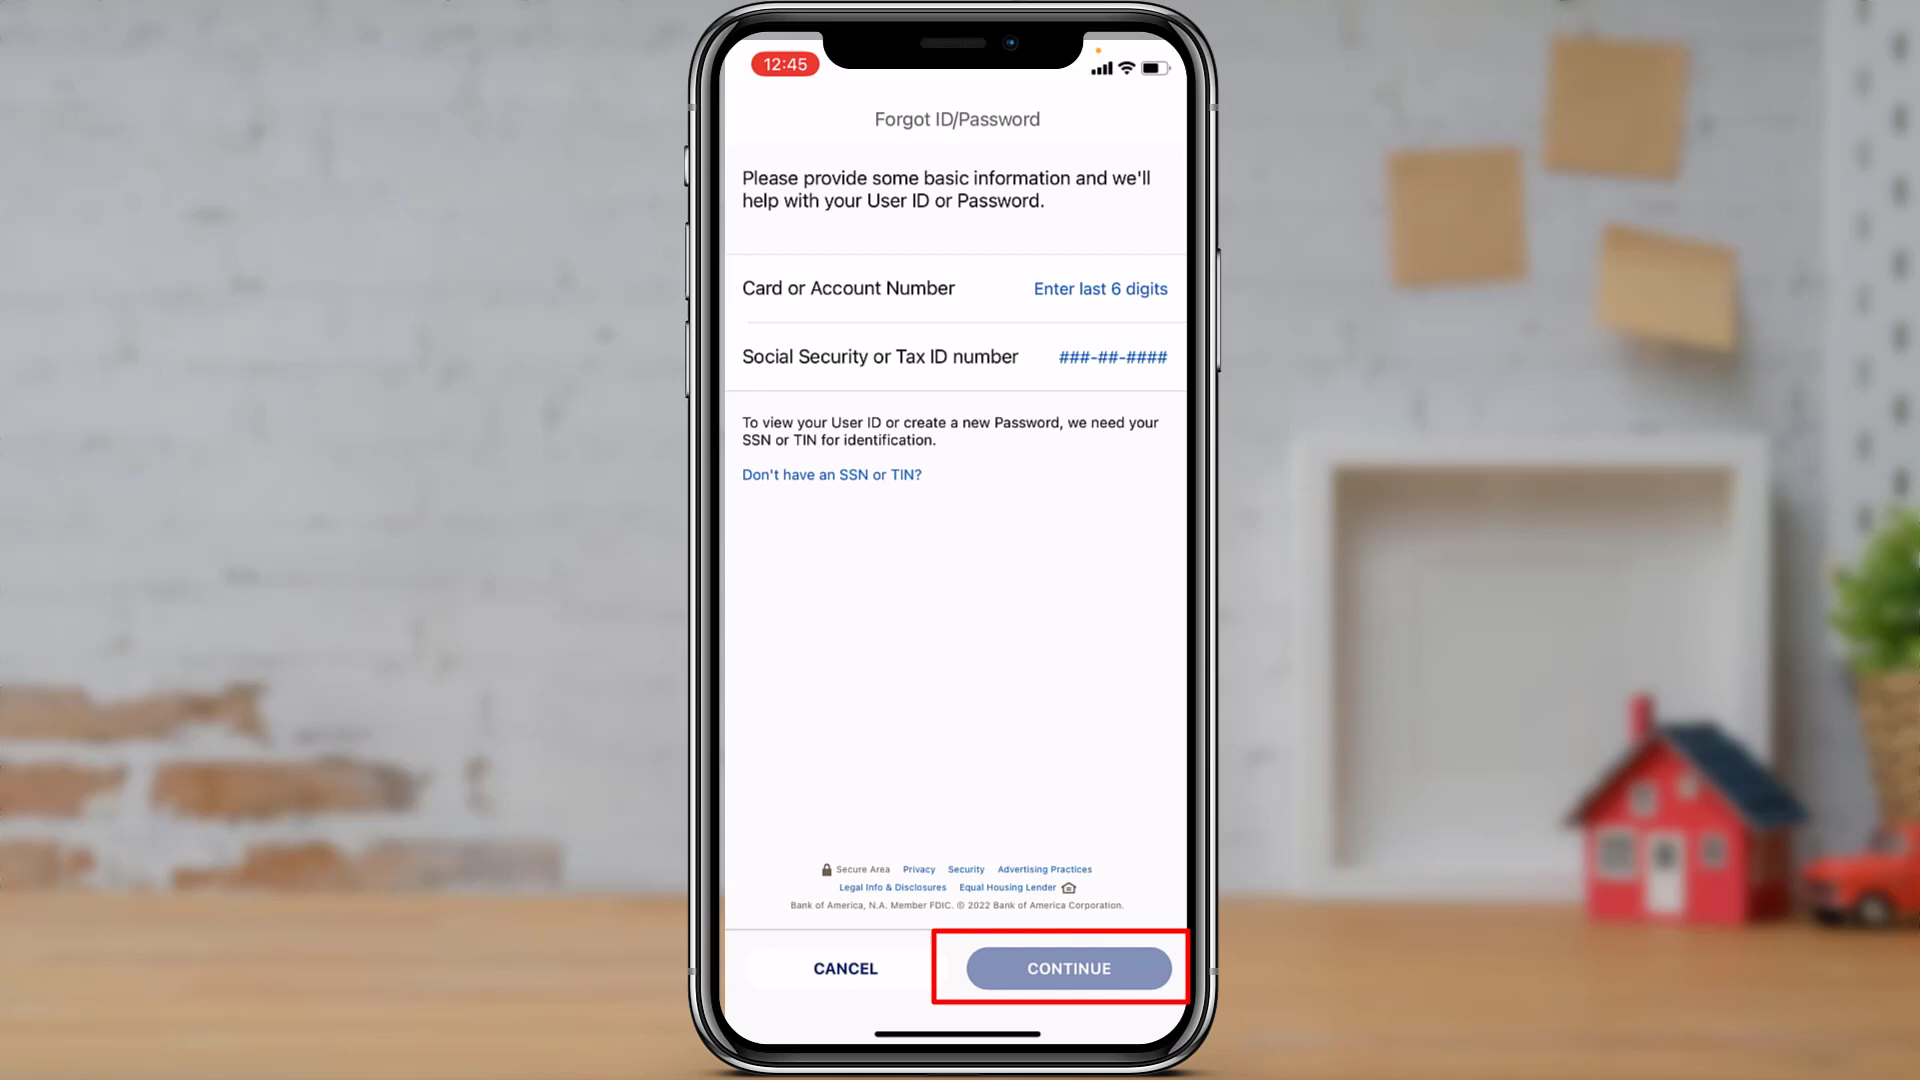 12:45
Forgot ID/Password
Please provide some basic information and we'll
help with your User ID or Password.
Card or Account Number Enter last 6 digits
Social Security or Tax ID number ###-##-####
To view your User ID or create a new Password, we need your
SSN or TIN for identification.
Don't have an SSN or TIN?
Secure Area Privacy Security Advertising Practices
Legal Info & Disclosures Equal Housing Lender
Bank of America, N.A. Member FDIC. © 2022 Bank of America Corporation.
CANCEL CONTINUE